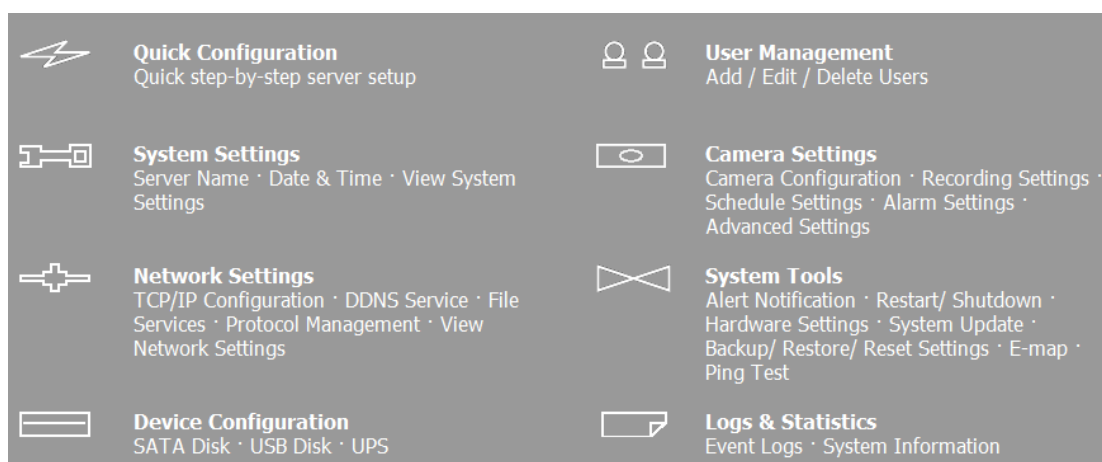 Quick Configuration
Quick step-by-step server setup
User Management
Add / Edit / Delete Users
System Settings
Server Name · Date & Time · View System
Settings
Camera Settings
Camera Configuration · Recording Settings ·
Schedule Settings · Alarm Settings ·
Advanced Settings
Network Settings
TCP/IP Configuration · DDNS Service · File
Services · Protocol Management · View
Network Settings
System Tools
Alert Notification · Restart/ Shutdown ·
Hardware Settings · System Update ·
Backup/ Restore/ Reset Settings · E-map ·
Ping Test
Device Configuration
SATA Disk · USB Disk · UPS
Logs & Statistics
Event Logs · System Information